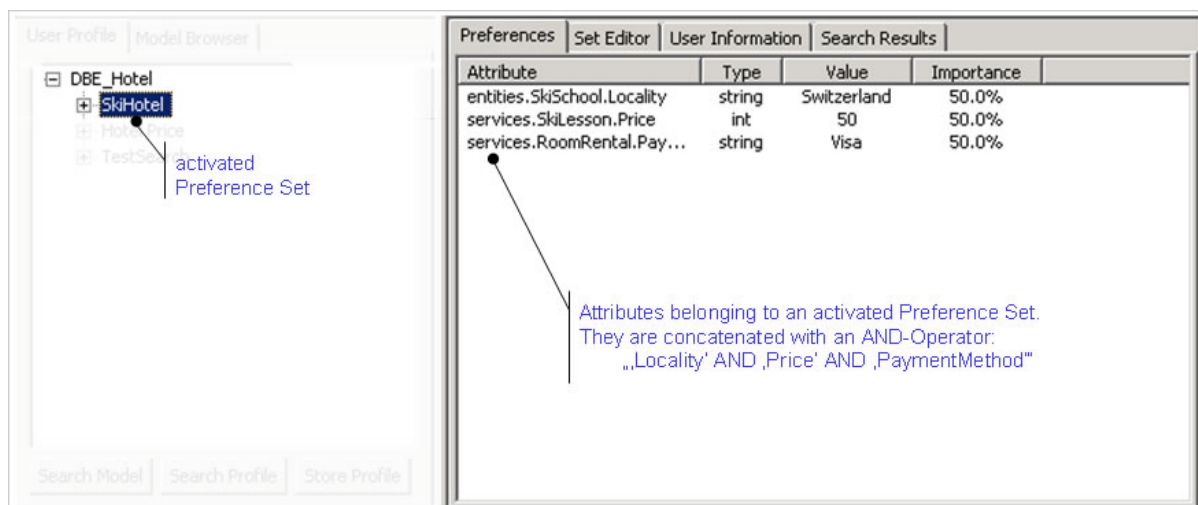 User Profile Model Browser
DBE_Hotel
SkiHotel
Hotel Price
TestSearch
activated
Preference Set
Search Model Search Profile Store Profile
Preferences Set Editor User Information Search Results
Attribute Type Value Importance
entities.SkiSchool.Locality string Switzerland 50.0%
services.SkiLesson.Price int 50 50.0%
services.RoomRental.Pay... string Visa 50.0%
Attributes belonging to an activated Preference Set.
They are concatenated with an AND-Operator:
„‚Locality' AND ‚Price' AND ‚PaymentMethod'"